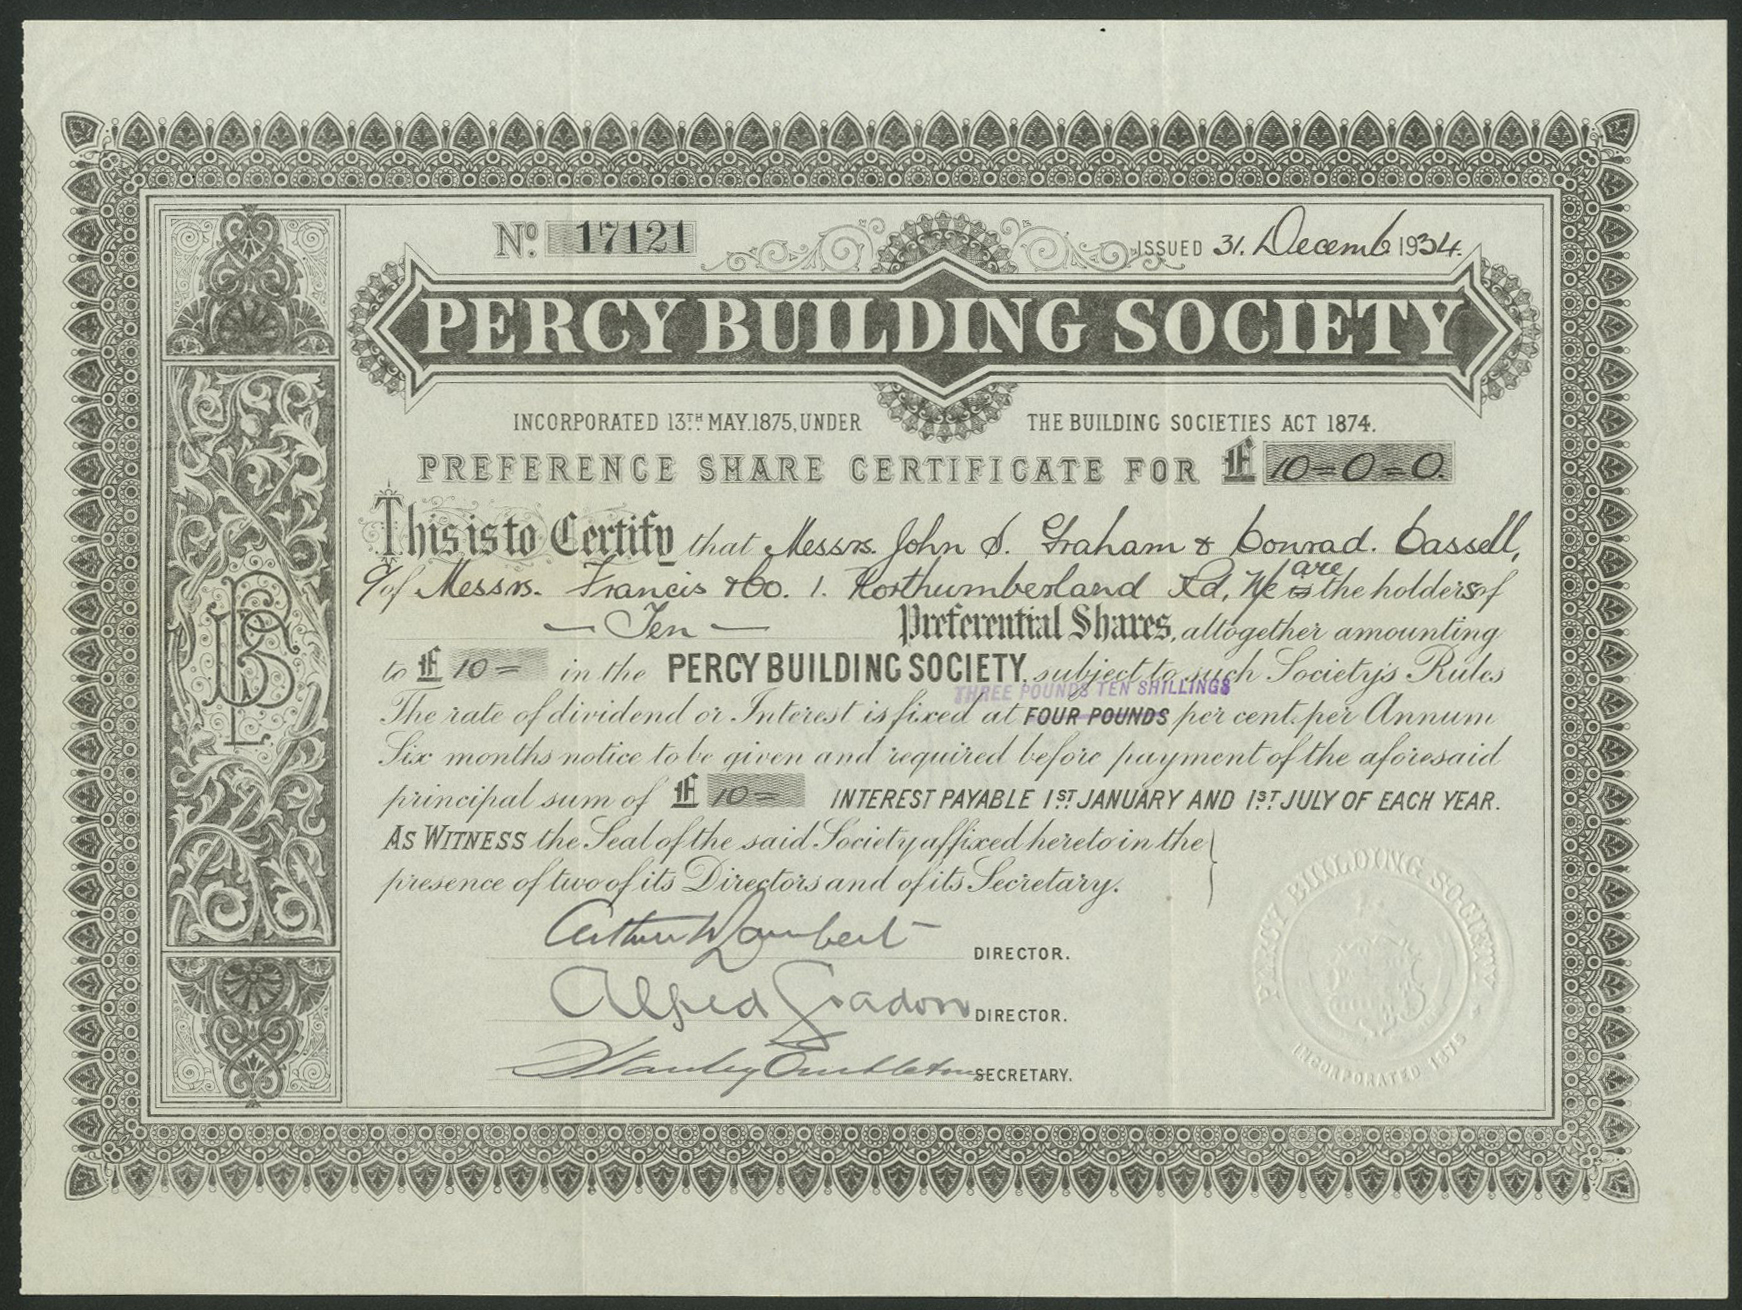 No. 17121
ISSUED 31. Decemb 1934.
PERCY BUILDING SOCIETY
INCORPORATED 13TH MAY. 1875, UNDER THE BUILDING SOCIETIES ACT 1874.
PREFERENCE SHARE CERTIFICATE FOR £ 10=0=0.
This is to Certify that Messrs. John S. Graham & Conrad. Cassell,
c/of Messrs. Francis & Co. 1. Northumberland Rd, N/c is are the holders of
— Ten — Preferential Shares, altogether amounting
to £ 10= in the PERCY BUILDING SOCIETY, subject to such Society's Rules
THREE POUNDS TEN SHILLINGS
The rate of dividend or Interest is fixed at FOUR POUNDS per cent. per Annum
Six months notice to be given and required before payment of the aforesaid
principal sum of £ 10= INTEREST PAYABLE 1ST JANUARY AND 1ST JULY OF EACH YEAR.
AS WITNESS the Seal of the said Society affixed hereto in the
presence of two of its Directors and of its Secretary.
Arthur W Lambert DIRECTOR.
Alfred DIRECTOR.
Stanley SECRETARY.
PERCY BUILDING SOCIETY
INCORPORATED 1875
PBS